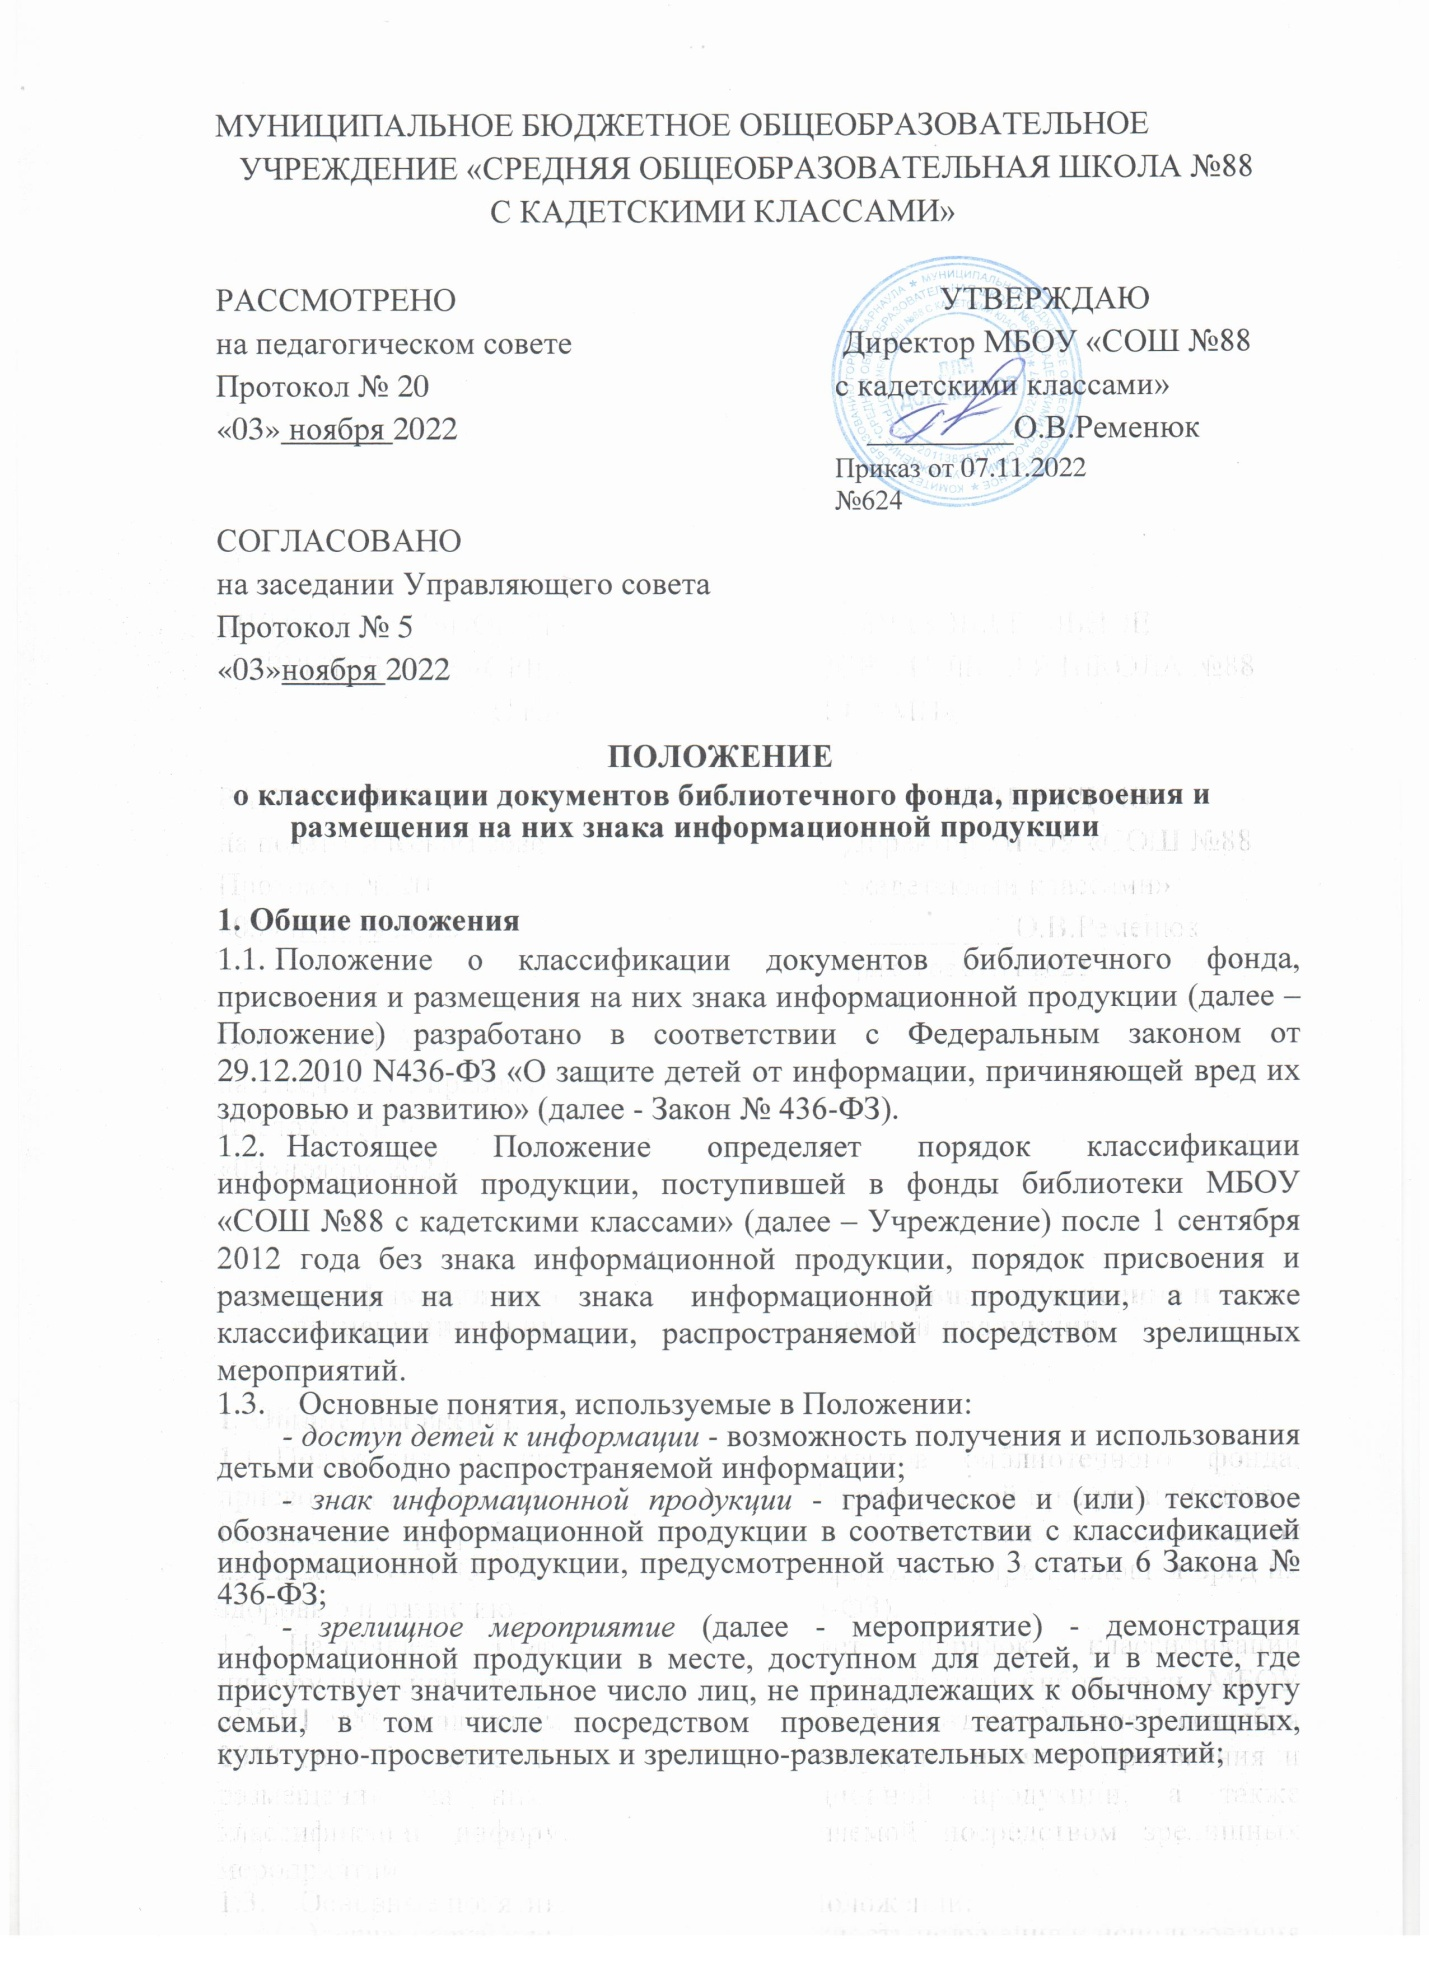 МУНИЦИПАЛЬНОЕ БЮДЖЕТНОЕ ОБЩЕОБРАЗОВАТЕЛЬНОЕ
УЧРЕЖДЕНИЕ «СРЕДНЯЯ ОБЩЕОБРАЗОВАТЕЛЬНАЯ ШКОЛА №88
С КАДЕТСКИМИ КЛАССАМИ»
РАССМОТРЕНО
на педагогическом совете
Протокол № 20
«03» ноября 2022
УТВЕРЖДАЮ
Директор МБОУ «СОШ №88
с кадетскими классами»
_________О.В.Ременюк
Приказ от 07.11.2022
№624
СОГЛАСОВАНО
на заседании Управляющего совета
Протокол № 5
«03»ноября 2022
ПОЛОЖЕНИЕ
о классификации документов библиотечного фонда, присвоения и
размещения на них знака информационной продукции
1. Общие положения
1.1. Положение о классификации документов библиотечного фонда,
присвоения и размещения на них знака информационной продукции (далее –
Положение) разработано в соответствии с Федеральным законом от
29.12.2010 N436-ФЗ «О защите детей от информации, причиняющей вред их
здоровью и развитию» (далее - Закон № 436-ФЗ).
1.2. Настоящее Положение определяет порядок классификации
информационной продукции, поступившей в фонды библиотеки МБОУ
«СОШ №88 с кадетскими классами» (далее – Учреждение) после 1 сентября
2012 года без знака информационной продукции, порядок присвоения и
размещения на них знака информационной продукции, а также
классификации информации, распространяемой посредством зрелищных
мероприятий.
1.3. Основные понятия, используемые в Положении:
- доступ детей к информации - возможность получения и использования
детьми свободно распространяемой информации;
- знак информационной продукции - графическое и (или) текстовое
обозначение информационной продукции в соответствии с классификацией
информационной продукции, предусмотренной частью 3 статьи 6 Закона №
436-ФЗ;
- зрелищное мероприятие (далее - мероприятие) - демонстрация
информационной продукции в месте, доступном для детей, и в месте, где
присутствует значительное число лиц, не принадлежащих к обычному кругу
семьи, в том числе посредством проведения театрально-зрелищных,
культурно-просветительных и зрелищно-развлекательных мероприятий;